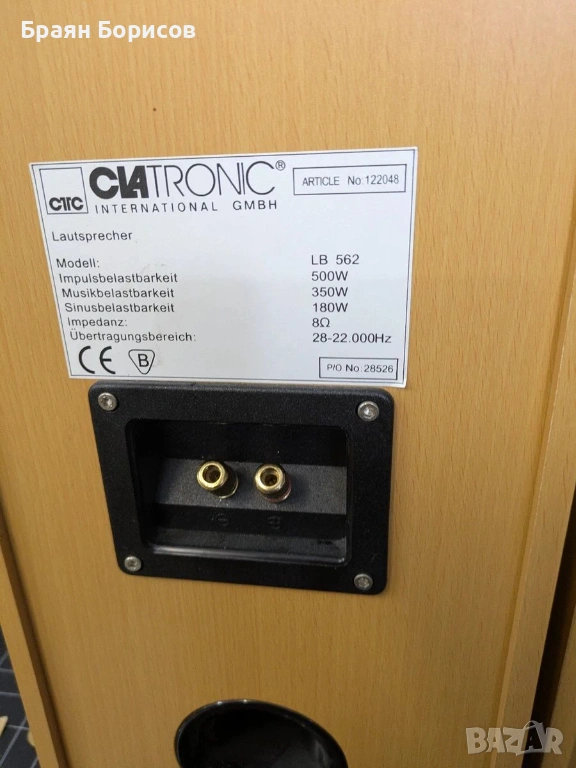 Браян Борисов
CTC CLATRONIC® ARTICLE No:122048
INTERNATIONAL GMBH
Lautsprecher
Modell: LB 562
Impulsbelastbarkeit 500W
Musikbelastbarkeit 350W
Sinusbelastbarkeit 180W
Impedanz: 8Ω
Übertragungsbereich: 28-22.000Hz
CE B P/O No:28526
BAZAR